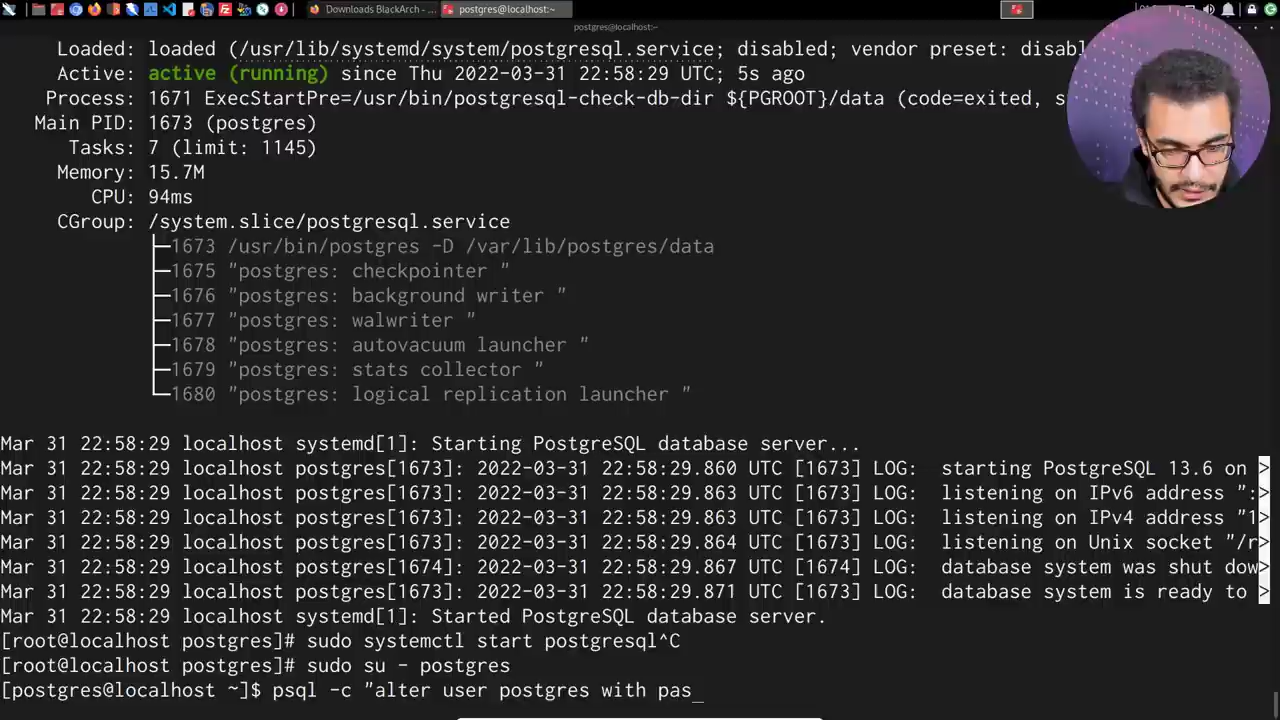 Downloads BlackArch - ...
postgres@localhost:~
postgres@localhost:~
Loaded: loaded (/usr/lib/systemd/system/postgresql.service; disabled; vendor preset: disabl
Active: active (running) since Thu 2022-03-31 22:58:29 UTC; 5s ago
Process: 1671 ExecStartPre=/usr/bin/postgresql-check-db-dir ${PGROOT}/data (code=exited, s
Main PID: 1673 (postgres)
Tasks: 7 (limit: 1145)
Memory: 15.7M
CPU: 94ms
CGroup: /system.slice/postgresql.service
├─1673 /usr/bin/postgres -D /var/lib/postgres/data
├─1675 "postgres: checkpointer "
├─1676 "postgres: background writer "
├─1677 "postgres: walwriter "
├─1678 "postgres: autovacuum launcher "
├─1679 "postgres: stats collector "
└─1680 "postgres: logical replication launcher "
Mar 31 22:58:29 localhost systemd[1]: Starting PostgreSQL database server...
Mar 31 22:58:29 localhost postgres[1673]: 2022-03-31 22:58:29.860 UTC [1673] LOG:  starting PostgreSQL 13.6 on >
Mar 31 22:58:29 localhost postgres[1673]: 2022-03-31 22:58:29.863 UTC [1673] LOG:  listening on IPv6 address ":>
Mar 31 22:58:29 localhost postgres[1673]: 2022-03-31 22:58:29.863 UTC [1673] LOG:  listening on IPv4 address "1>
Mar 31 22:58:29 localhost postgres[1673]: 2022-03-31 22:58:29.864 UTC [1673] LOG:  listening on Unix socket "/r>
Mar 31 22:58:29 localhost postgres[1674]: 2022-03-31 22:58:29.867 UTC [1674] LOG:  database system was shut dow>
Mar 31 22:58:29 localhost postgres[1673]: 2022-03-31 22:58:29.871 UTC [1673] LOG:  database system is ready to >
Mar 31 22:58:29 localhost systemd[1]: Started PostgreSQL database server.
[root@localhost postgres]# sudo systemctl start postgresql^C
[root@localhost postgres]# sudo su - postgres
[postgres@localhost ~]$ psql -c "alter user postgres with pas_